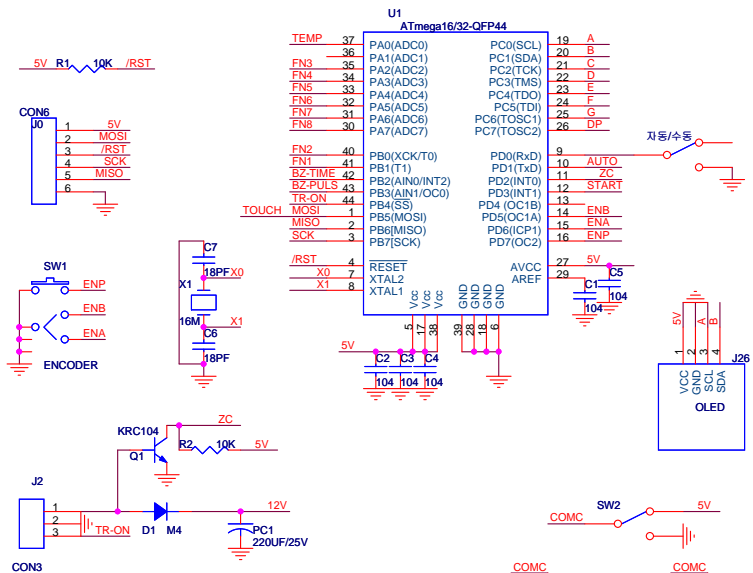 U1
ATmega16/32-QFP44
TEMP 37 PA0(ADC0) PC0(SCL) 19 A
36 PA1(ADC1) PC1(SDA) 20 B
FN3 35 PA2(ADC2) PC2(TCK) 21 C
FN4 34 PA3(ADC3) PC3(TMS) 22 D
FN5 33 PA4(ADC4) PC4(TDO) 23 E
FN6 32 PA5(ADC5) PC5(TDI) 24 F
FN7 31 PA6(ADC6) PC6(TOSC1) 25 G
FN8 30 PA7(ADC7) PC7(TOSC2) 26 DP
FN2 40 PB0(XCK/T0) PD0(RxD) 9
FN1 41 PB1(T1) PD1(TxD) 10 AUTO
BZ-TIME 42 PB2(AIN0/INT2) PD2(INT0) 11 ZC
BZ-PULS 43 PB3(AIN1/OC0) PD3(INT1) 12 START
TR-ON 44 PB4(SS) PD4 (OC1B) 13
TOUCH MOSI 1 PB5(MOSI) PD5(OC1A) 14 ENB
MISO 2 PB6[MISO) PD6(ICP1) 15 ENA
SCK 3 PB7[SCK) PD7(OC2) 16 ENP
/RST 4 RESET AVCC 27 5V
X0 7 XTAL2 AREF 29
X1 8 XTAL1
Vcc Vcc Vcc GND GND GND GND
5 17 38 39 28 18 6
자동/수동
5V R1 10K /RST
CON6
J0
1 5V
2 MOSI
3 /RST
4 SCK
5 MISO
6
SW1
ENP
ENB
ENA
ENCODER
C7
18PF X0
X1
16M X1
C6
18PF
5V
C2 C3 C4
104 104 104
C1 C5
104 104
5V GND A B
1 2 3 4 J26
VCC GND SCL SDA
OLED
KRC104
Q1
ZC
R2 10K 5V
J2
1
2
3 TR-ON
CON3
D1 M4
12V
PC1
220UF/25V
SW2
COMC 5V
COMC COMC